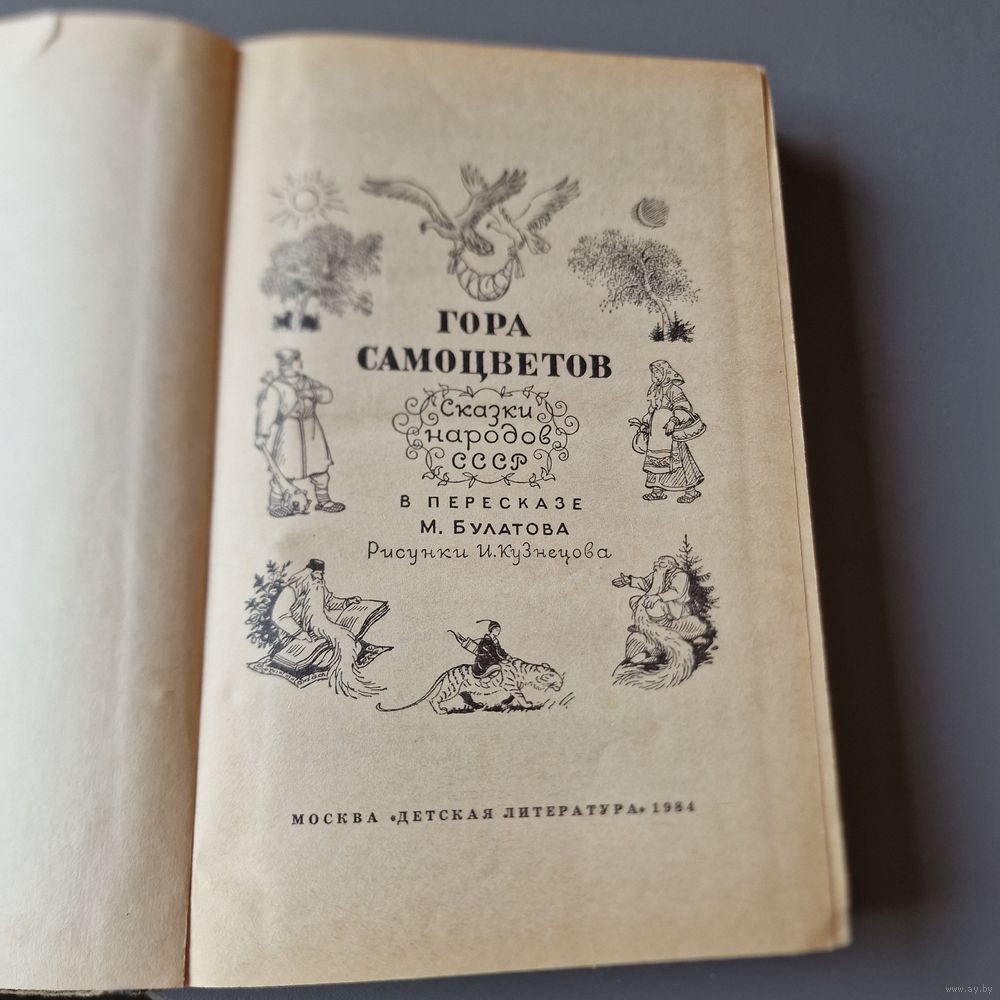 ГОРА
САМОЦВЕТОВ
Сказки
народов
СССР
В ПЕРЕСКАЗЕ
М. БУЛАТОВА
Рисунки И. Кузнецова
МОСКВА «ДЕТСКАЯ ЛИТЕРАТУРА» 1984
www.ay.by